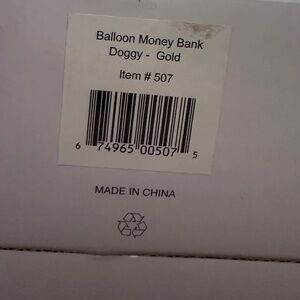 Balloon Money Bank
Doggy - Gold
Item # 507
6 74965 00507 5
MADE IN CHINA